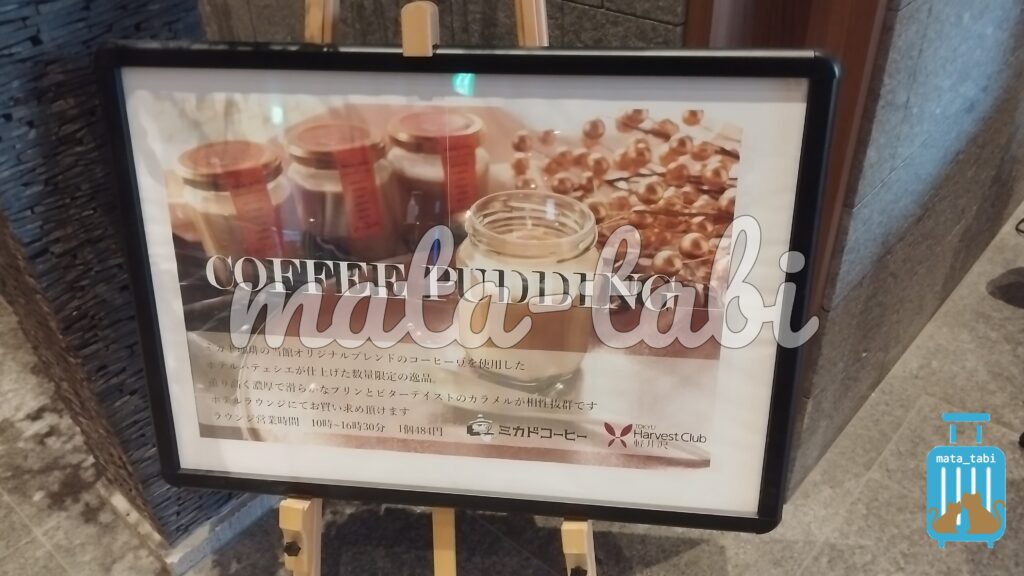 COFFEE PUDDING
mata tabi
ミカド珈琲の当館オリジナルブレンドのコーヒー豆を使用した
ホテルパティシエが仕上げた数量限定の逸品
薫り高く濃厚で滑らかなプリンとビターテイストのカラメルが相性抜群です
ホテルラウンジにてお買い求め頂けます
ラウンジ営業時間 10時~16時30分 1個484円
ミカドコーヒー
TOKYU
Harvest Club
軽井沢
mata_tabi